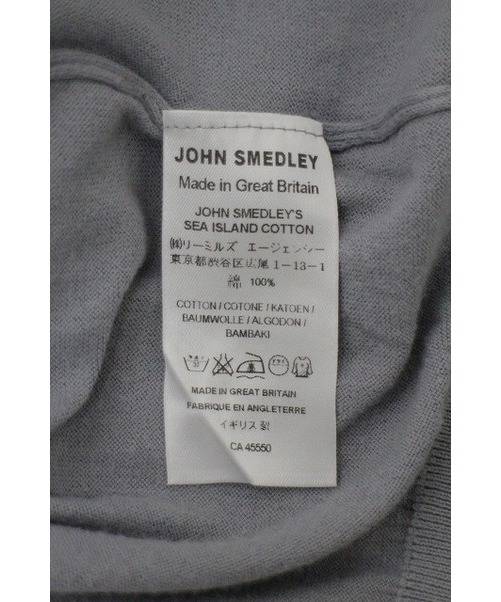 JOHN SMEDLEY
Made in Great Britain
JOHN SMEDLEY'S
SEA ISLAND COTTON
㈱リーミルズ エージェンシー
東京都渋谷区広尾1-13-1
綿 100%
COTTON / COTONE / KATOEN /
BAUMWOLLE / ALGODON /
BAMBAKI
MADE IN GREAT BRITAIN
FABRIQUE EN ANGLETERRE
イギリス製
CA 45550